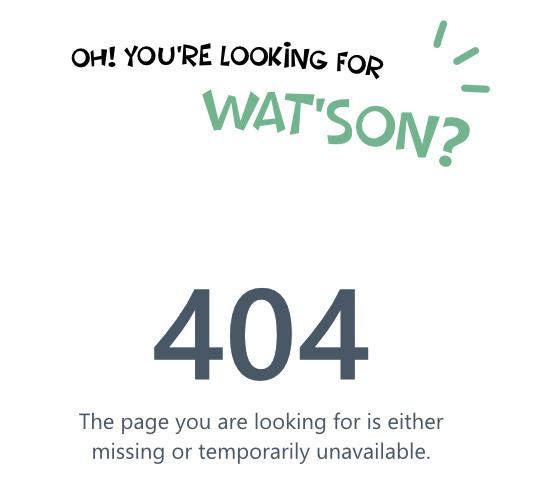 OH! YOU'RE LOOKING FOR
WAT'SON?
404
The page you are looking for is either
missing or temporarily unavailable.